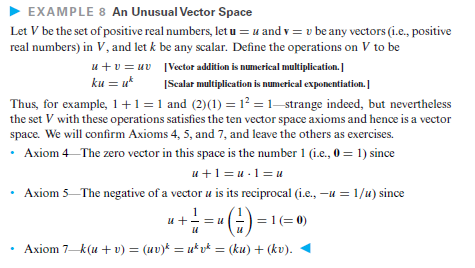 ▶ EXAMPLE 8 An Unusual Vector Space
Let V be the set of positive real numbers, let u = u and v = v be any vectors (i.e., positive
real numbers) in V, and let k be any scalar. Define the operations on V to be
u + v = uv [Vector addition is numerical multiplication.]
ku = u^k [Scalar multiplication is numerical exponentiation.]
Thus, for example, 1 + 1 = 1 and (2)(1) = 1² = 1—strange indeed, but nevertheless
the set V with these operations satisfies the ten vector space axioms and hence is a vector
space. We will confirm Axioms 4, 5, and 7, and leave the others as exercises.
• Axiom 4—The zero vector in this space is the number 1 (i.e., 0 = 1) since
u + 1 = u · 1 = u
• Axiom 5—The negative of a vector u is its reciprocal (i.e., −u = 1/u) since
u + 1/u = u(1/u) = 1 (= 0)
• Axiom 7—k(u + v) = (uv)^k = u^k v^k = (ku) + (kv). ◀